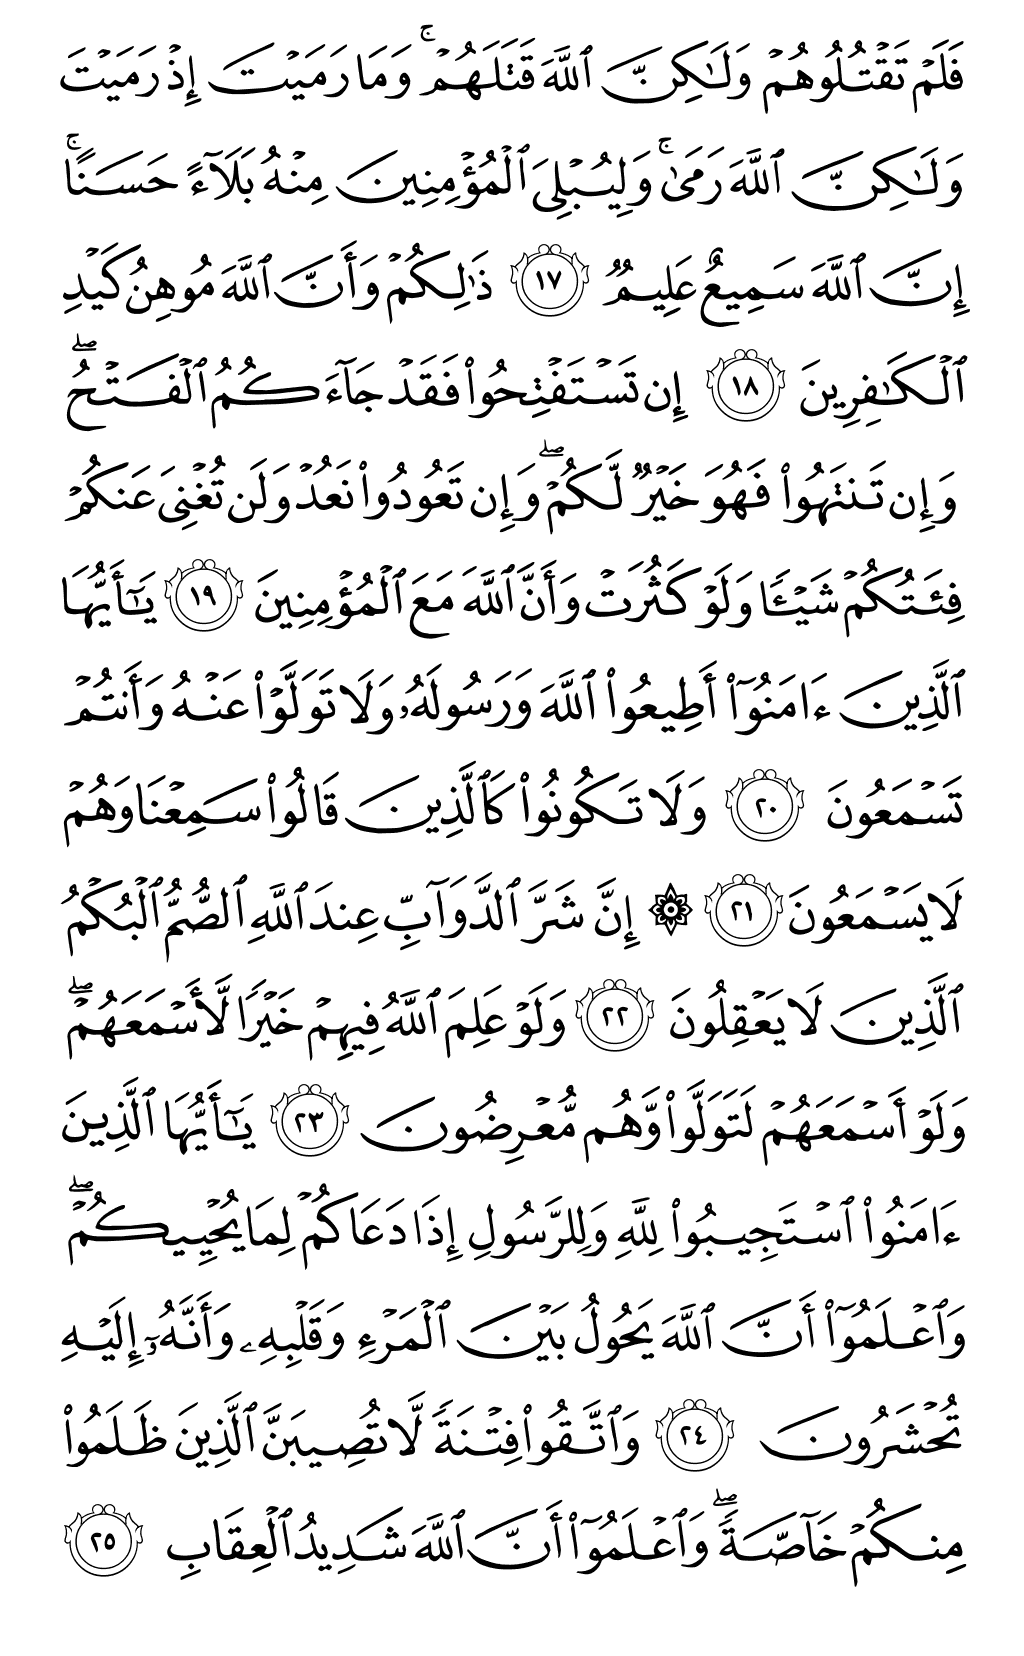 فَلَمْ تَقْتُلُوهُمْ وَلَٰكِنَّ ٱللَّهَ قَتَلَهُمْ ۚ وَمَا رَمَيْتَ إِذْ رَمَيْتَ
وَلَٰكِنَّ ٱللَّهَ رَمَىٰ ۚ وَلِيُبْلِىَ ٱلْمُؤْمِنِينَ مِنْهُ بَلَآءً حَسَنًا ۚ
إِنَّ ٱللَّهَ سَمِيعٌ عَلِيمٌ ١٧ ذَٰلِكُمْ وَأَنَّ ٱللَّهَ مُوهِنُ كَيْدِ
ٱلْكَٰفِرِينَ ١٨ إِن تَسْتَفْتِحُوا۟ فَقَدْ جَآءَكُمُ ٱلْفَتْحُ ۖ
وَإِن تَنتَهُوا۟ فَهُوَ خَيْرٌ لَّكُمْ ۖ وَإِن تَعُودُوا۟ نَعُدْ وَلَن تُغْنِىَ عَنكُمْ
فِئَتُكُمْ شَيْـًٔا وَلَوْ كَثُرَتْ وَأَنَّ ٱللَّهَ مَعَ ٱلْمُؤْمِنِينَ ١٩ يَٰٓأَيُّهَا
ٱلَّذِينَ ءَامَنُوٓا۟ أَطِيعُوا۟ ٱللَّهَ وَرَسُولَهُۥ وَلَا تَوَلَّوْا۟ عَنْهُ وَأَنتُمْ
تَسْمَعُونَ ٢٠ وَلَا تَكُونُوا۟ كَٱلَّذِينَ قَالُوا۟ سَمِعْنَا وَهُمْ
لَا يَسْمَعُونَ ٢١ ۞ إِنَّ شَرَّ ٱلدَّوَآبِّ عِندَ ٱللَّهِ ٱلصُّمُّ ٱلْبُكْمُ
ٱلَّذِينَ لَا يَعْقِلُونَ ٢٢ وَلَوْ عَلِمَ ٱللَّهُ فِيهِمْ خَيْرًا لَّأَسْمَعَهُمْ ۖ
وَلَوْ أَسْمَعَهُمْ لَتَوَلَّوا۟ وَّهُم مُّعْرِضُونَ ٢٣ يَٰٓأَيُّهَا ٱلَّذِينَ
ءَامَنُوا۟ ٱسْتَجِيبُوا۟ لِلَّهِ وَلِلرَّسُولِ إِذَا دَعَاكُمْ لِمَا يُحْيِيكُمْ ۖ
وَٱعْلَمُوٓا۟ أَنَّ ٱللَّهَ يَحُولُ بَيْنَ ٱلْمَرْءِ وَقَلْبِهِۦ وَأَنَّهُۥٓ إِلَيْهِ
تُحْشَرُونَ ٢٤ وَٱتَّقُوا۟ فِتْنَةً لَّا تُصِيبَنَّ ٱلَّذِينَ ظَلَمُوا۟
مِنكُمْ خَآصَّةً ۖ وَٱعْلَمُوٓا۟ أَنَّ ٱللَّهَ شَدِيدُ ٱلْعِقَابِ ٢٥